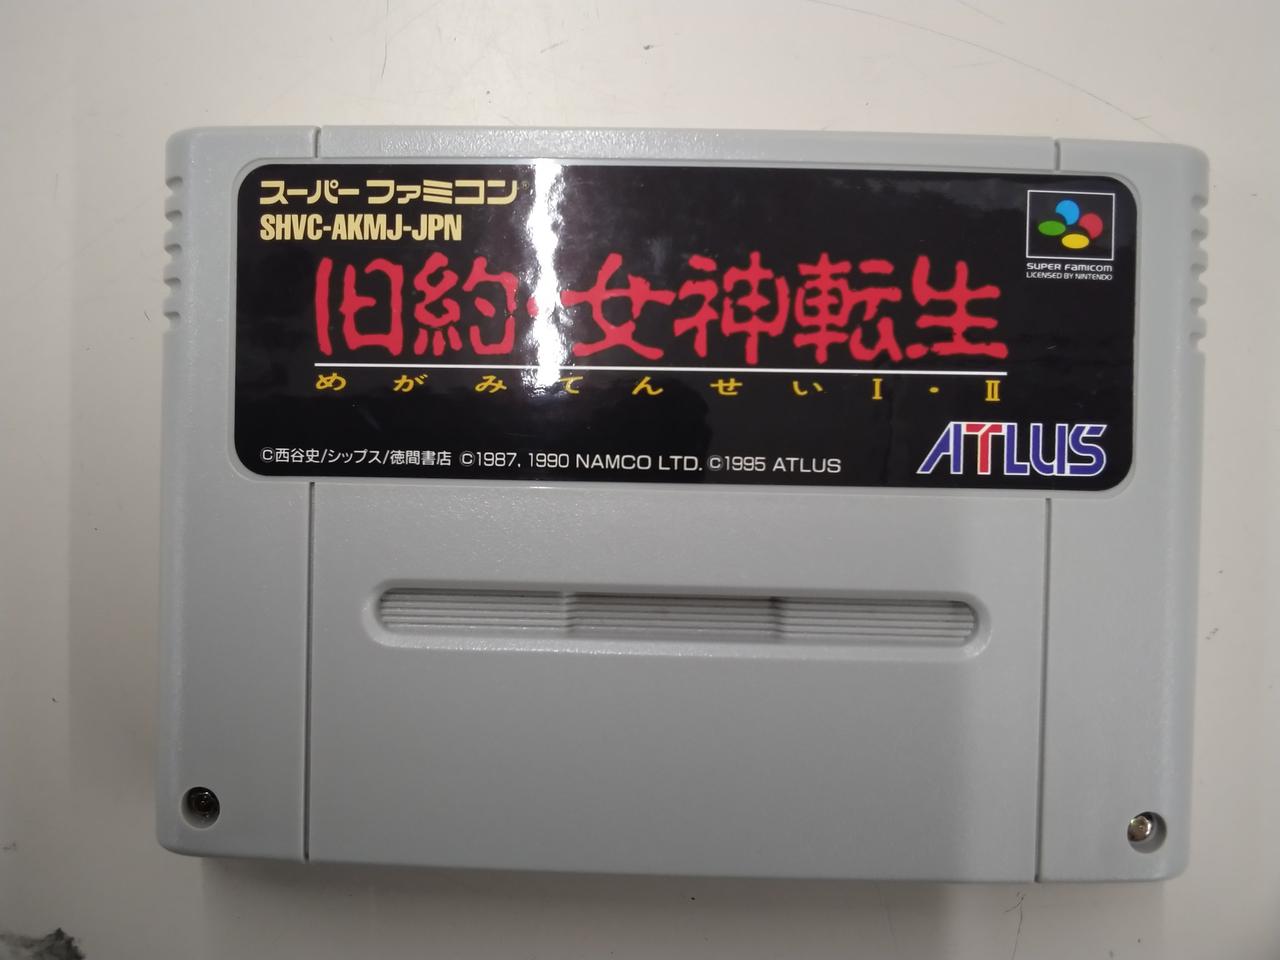 スーパーファミコン®
SHVC-AKMJ-JPN
SUPER FAMICOM
LICENSED BY NINTENDO
旧約・女神転生
めがみてんせいⅠ・Ⅱ
©西谷史/シップス/徳間書店 ©1987, 1990 NAMCO LTD. ©1995 ATLUS
ATLUS